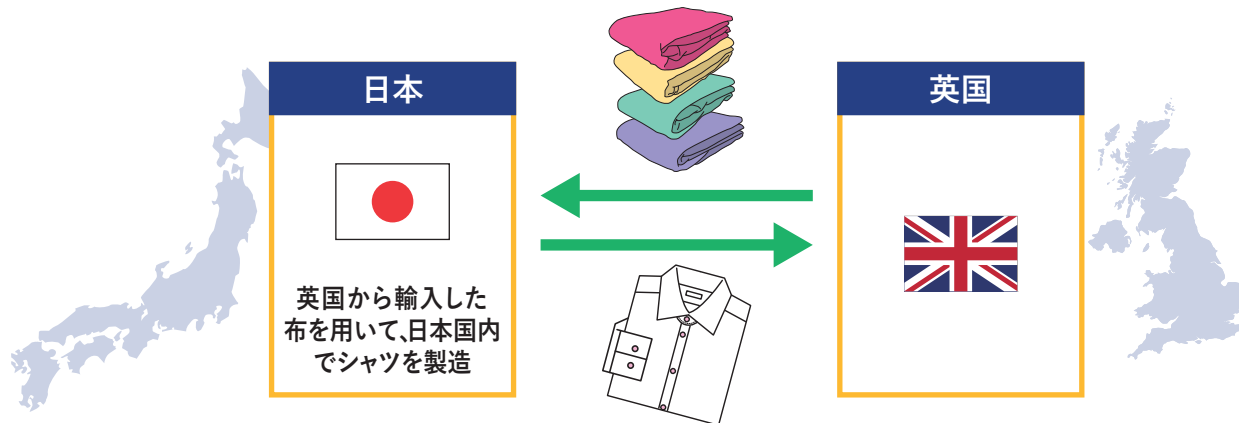 日本
英国から輸入した
布を用いて、日本国内
でシャツを製造
英国